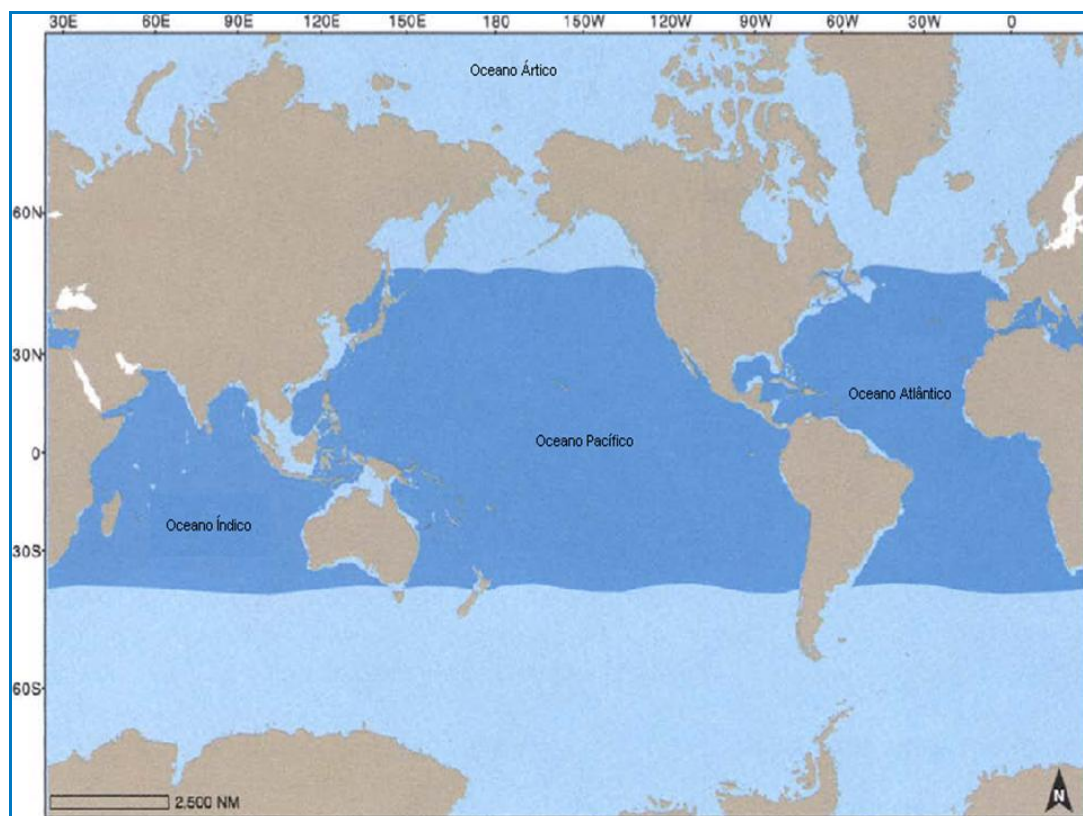 30E 60E 90E 120E 150E 180 150W 120W 90W 60W 30W 0
Oceano Ártico
60N
30N
Oceano Atlântico
Oceano Pacífico
0
Oceano Índico
30S
60S
2.500 NM
N